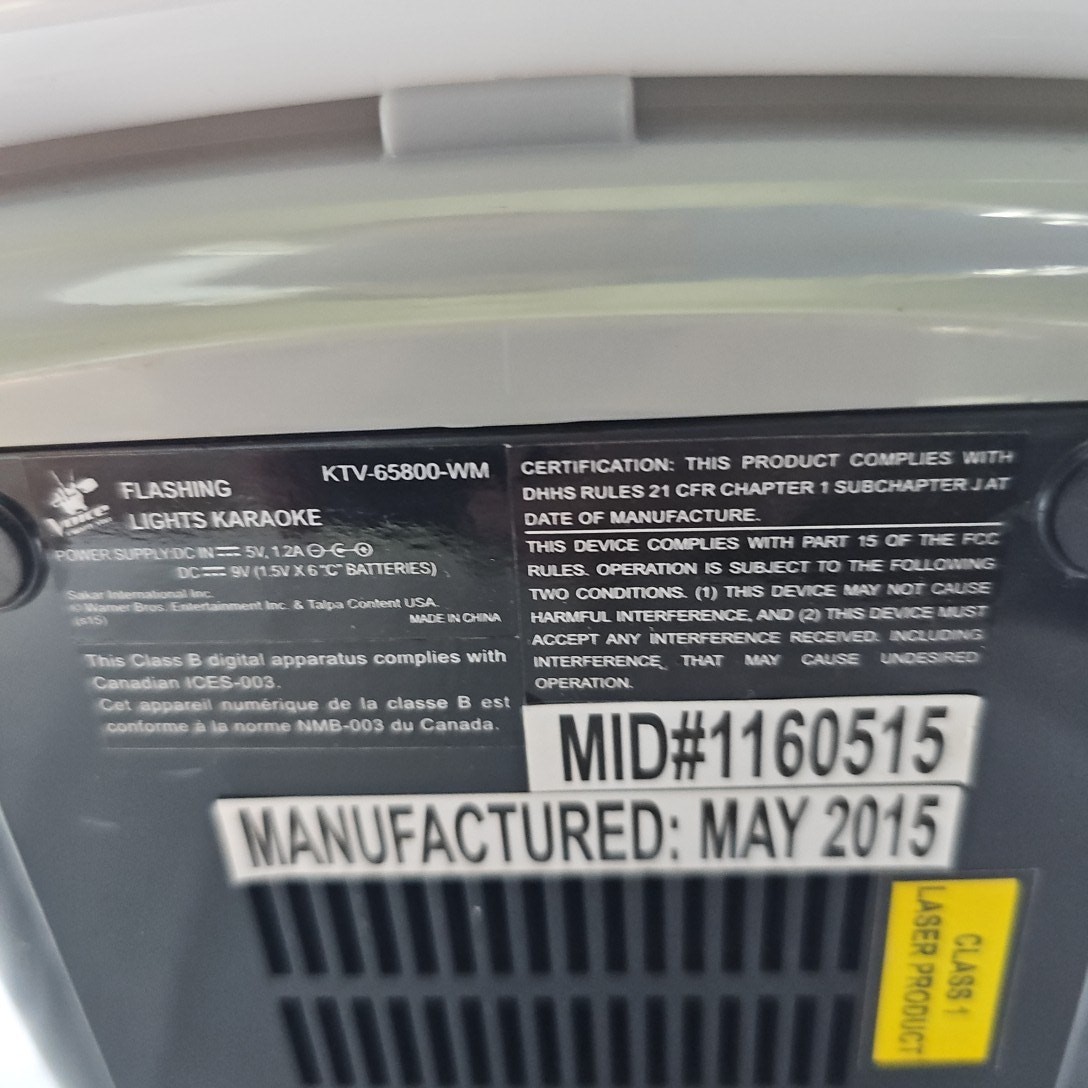 Voice
FLASHING
LIGHTS KARAOKE
KTV-65800-WM
POWER SUPPLY:DC IN 5V, 1.2A
DC 9V (1.5V X 6 "C" BATTERIES)
Sakar International Inc.
Warner Bros. Entertainment Inc. & Talpa Content USA.
(s15)
MADE IN CHINA
This Class B digital apparatus complies with
Canadian ICES-003.
Cet appareil numérique de la classe B est
conforme à la norme NMB-003 du Canada.
CERTIFICATION: THIS PRODUCT COMPLIES WITH
DHHS RULES 21 CFR CHAPTER 1 SUBCHAPTER J AT
DATE OF MANUFACTURE.
THIS DEVICE COMPLIES WITH PART 15 OF THE FCC
RULES. OPERATION IS SUBJECT TO THE FOLLOWING
TWO CONDITIONS. (1) THIS DEVICE MAY NOT CAUSE
HARMFUL INTERFERENCE, AND (2) THIS DEVICE MUST
ACCEPT ANY INTERFERENCE RECEIVED. INCLUDING
INTERFERENCE, THAT MAY CAUSE UNDESIRED
OPERATION.
MID#1160515
MANUFACTURED: MAY 2015
CLASS 1
LASER PRODUCT